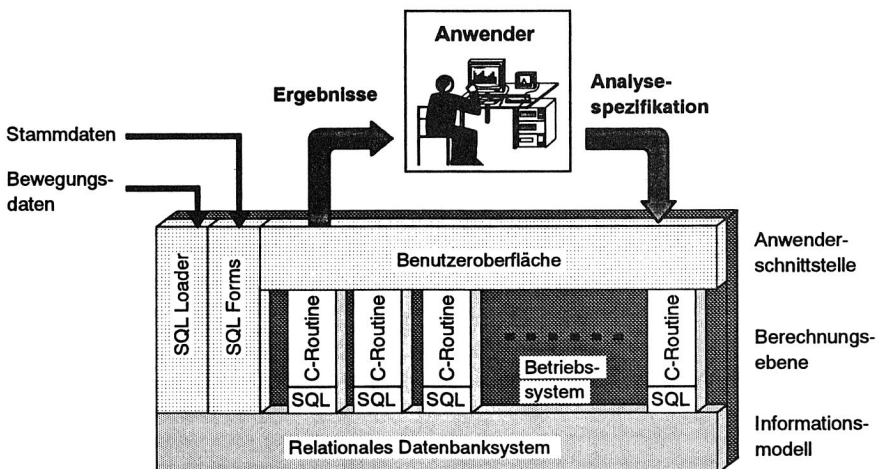 Anwender
Ergebnisse
Analyse-
spezifikation
Stammdaten
Bewegungs-
daten
SQL Loader
SQL Forms
Benutzeroberfläche
Anwender-
schnittstelle
C-Routine
SQL
C-Routine
SQL
C-Routine
SQL
Betriebs-
system
C-Routine
SQL
Berechnungs-
ebene
Relationales Datenbanksystem
Informations-
modell